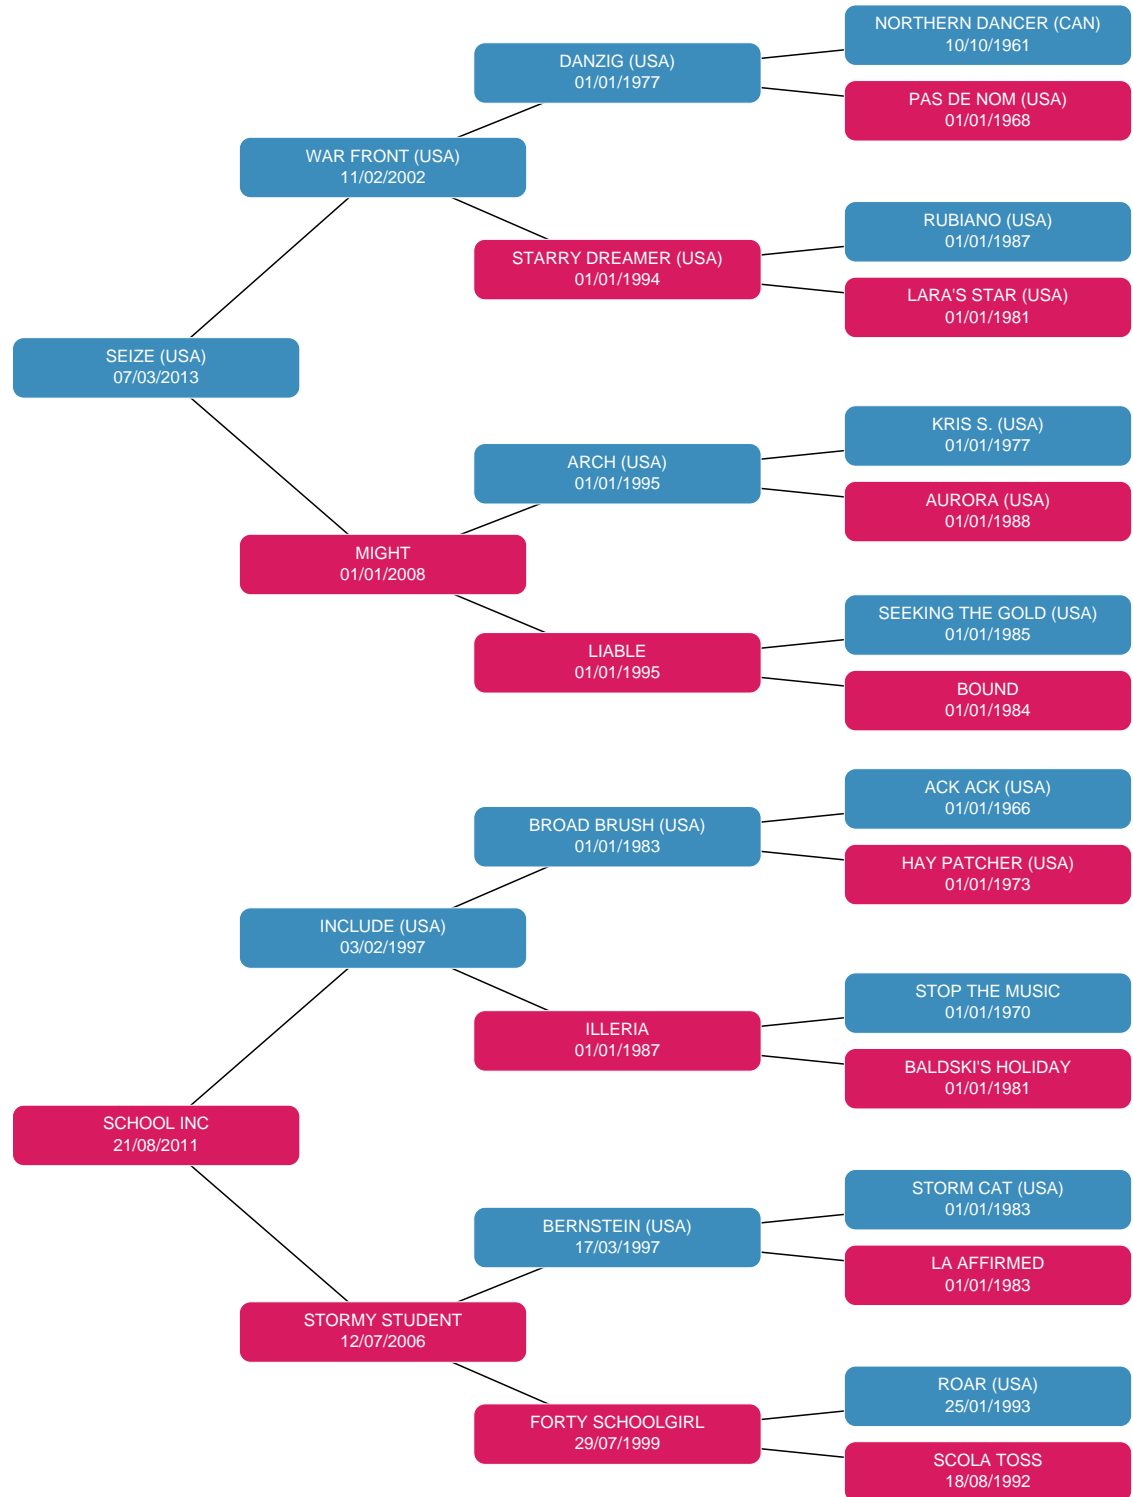 NORTHERN DANCER (CAN)
10/10/1961
DANZIG (USA)
01/01/1977
PAS DE NOM (USA)
01/01/1968
WAR FRONT (USA)
11/02/2002
RUBIANO (USA)
01/01/1987
STARRY DREAMER (USA)
01/01/1994
LARA'S STAR (USA)
01/01/1981
SEIZE (USA)
07/03/2013
KRIS S. (USA)
01/01/1977
ARCH (USA)
01/01/1995
AURORA (USA)
01/01/1988
MIGHT
01/01/2008
SEEKING THE GOLD (USA)
01/01/1985
LIABLE
01/01/1995
BOUND
01/01/1984
ACK ACK (USA)
01/01/1966
BROAD BRUSH (USA)
01/01/1983
HAY PATCHER (USA)
01/01/1973
INCLUDE (USA)
03/02/1997
STOP THE MUSIC
01/01/1970
ILLERIA
01/01/1987
BALDSKI'S HOLIDAY
01/01/1981
SCHOOL INC
21/08/2011
STORM CAT (USA)
01/01/1983
BERNSTEIN (USA)
17/03/1997
LA AFFIRMED
01/01/1983
STORMY STUDENT
12/07/2006
ROAR (USA)
25/01/1993
FORTY SCHOOLGIRL
29/07/1999
SCOLA TOSS
18/08/1992